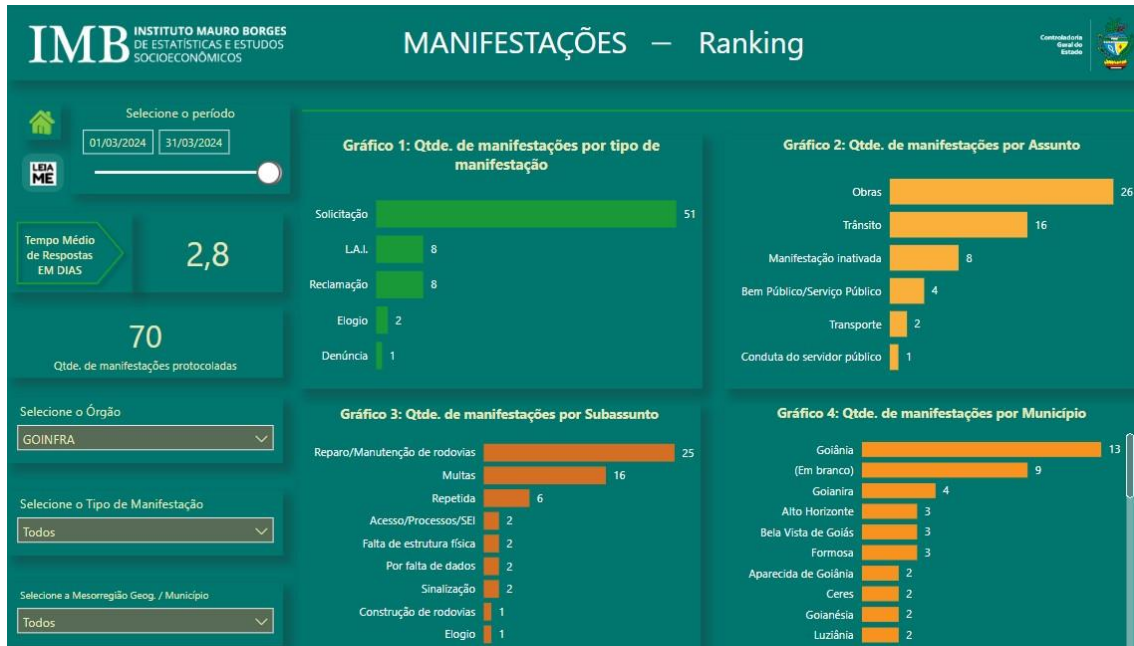 IMB
INSTITUTO MAURO BORGES
DE ESTATÍSTICAS E ESTUDOS
SOCIOECONÔMICOS
MANIFESTAÇÕES – Ranking
Controladoria
Geral do
Estado
Selecione o período
01/03/2024 31/03/2024
LEIA
ME
Tempo Médio
de Respostas
EM DIAS
2,8
70
Qtde. de manifestações protocoladas
Selecione o Órgão
GOINFRA
Selecione o Tipo de Manifestação
Todos
Selecione a Mesorregião Geog. / Município
Todos
Gráfico 1: Qtde. de manifestações por tipo de
manifestação
Solicitação 51
L.A.I. 8
Reclamação 8
Elogio 2
Denúncia 1
Gráfico 2: Qtde. de manifestações por Assunto
Obras 26
Trânsito 16
Manifestação inativada 8
Bem Público/Serviço Público 4
Transporte 2
Conduta do servidor público 1
Gráfico 3: Qtde. de manifestações por Subassunto
Reparo/Manutenção de rodovias 25
Multas 16
Repetida 6
Acesso/Processos/SEI 2
Falta de estrutura física 2
Por falta de dados 2
Sinalização 2
Construção de rodovias 1
Elogio 1
Gráfico 4: Qtde. de manifestações por Município
Goiânia 13
(Em branco) 9
Goianira 4
Alto Horizonte 3
Bela Vista de Goiás 3
Formosa 3
Aparecida de Goiânia 2
Ceres 2
Goianésia 2
Luziânia 2